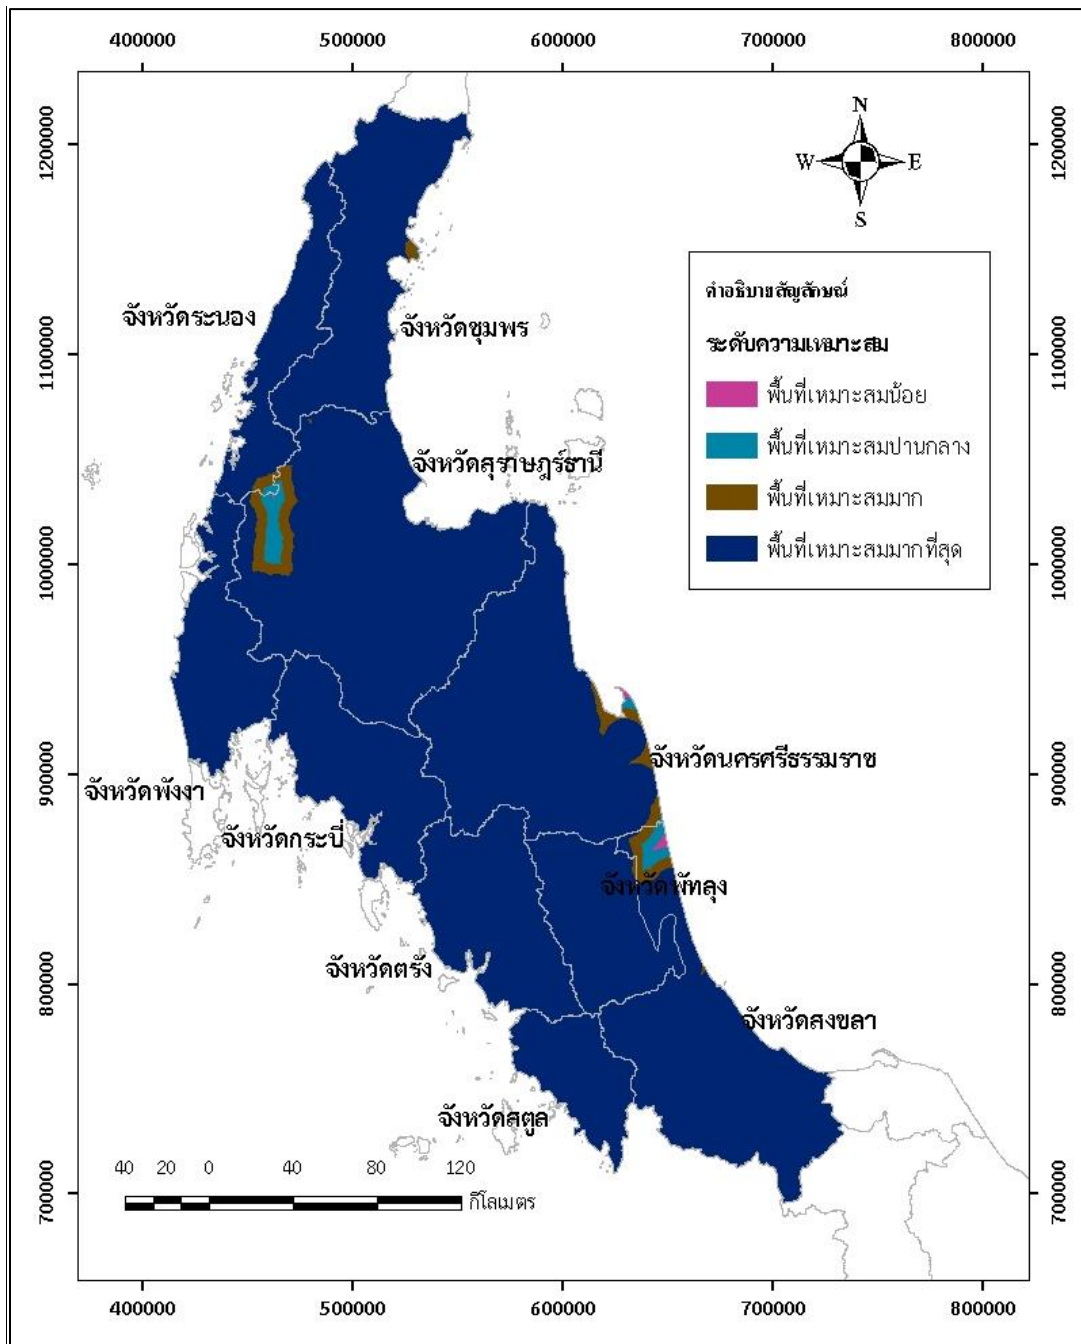 400000 500000 600000 700000 800000
1200000
1100000
1000000
900000
800000
700000
1200000
1100000
1000000
900000
800000
700000
N
W E
S
คำอธิบายสัญลักษณ์
ระดับความเหมาะสม
พื้นที่เหมาะสมน้อย
พื้นที่เหมาะสมปานกลาง
พื้นที่เหมาะสมมาก
พื้นที่เหมาะสมมากที่สุด
จังหวัดระนอง
จังหวัดชุมพร
จังหวัดสุราษฎร์ธานี
จังหวัดนครศรีธรรมราช
จังหวัดพังงา
จังหวัดกระบี่
จังหวัดพัทลุง
จังหวัดตรัง
จังหวัดสงขลา
จังหวัดสตูล
40 20 0 40 80 120
กิโลเมตร
400000 500000 600000 700000 800000